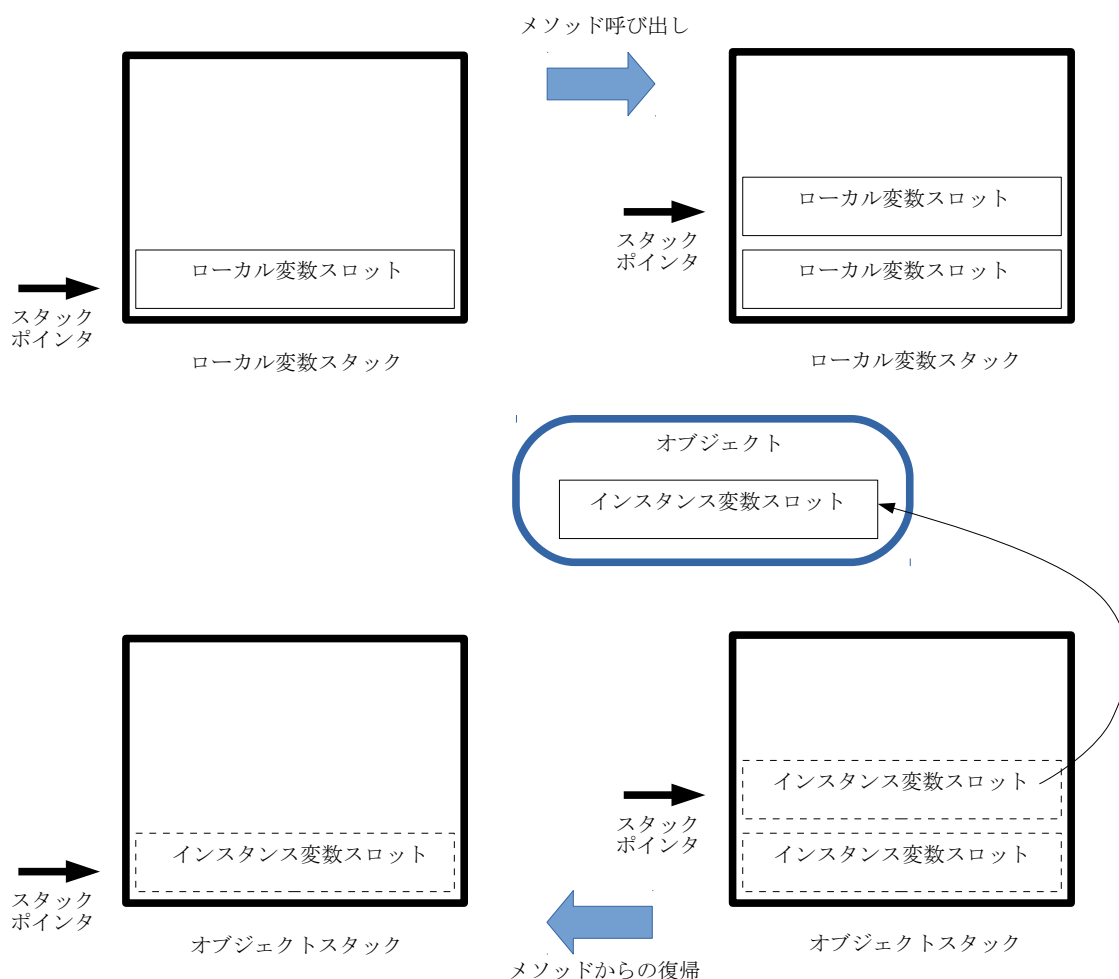 メソッド呼び出し
ローカル変数スロット
スタック
ポインタ
ローカル変数スタック
ローカル変数スロット
ローカル変数スロット
スタック
ポインタ
ローカル変数スタック
オブジェクト
インスタンス変数スロット
インスタンス変数スロット
スタック
ポインタ
オブジェクトスタック
インスタンス変数スロット
インスタンス変数スロット
スタック
ポインタ
オブジェクトスタック
メソッドからの復帰